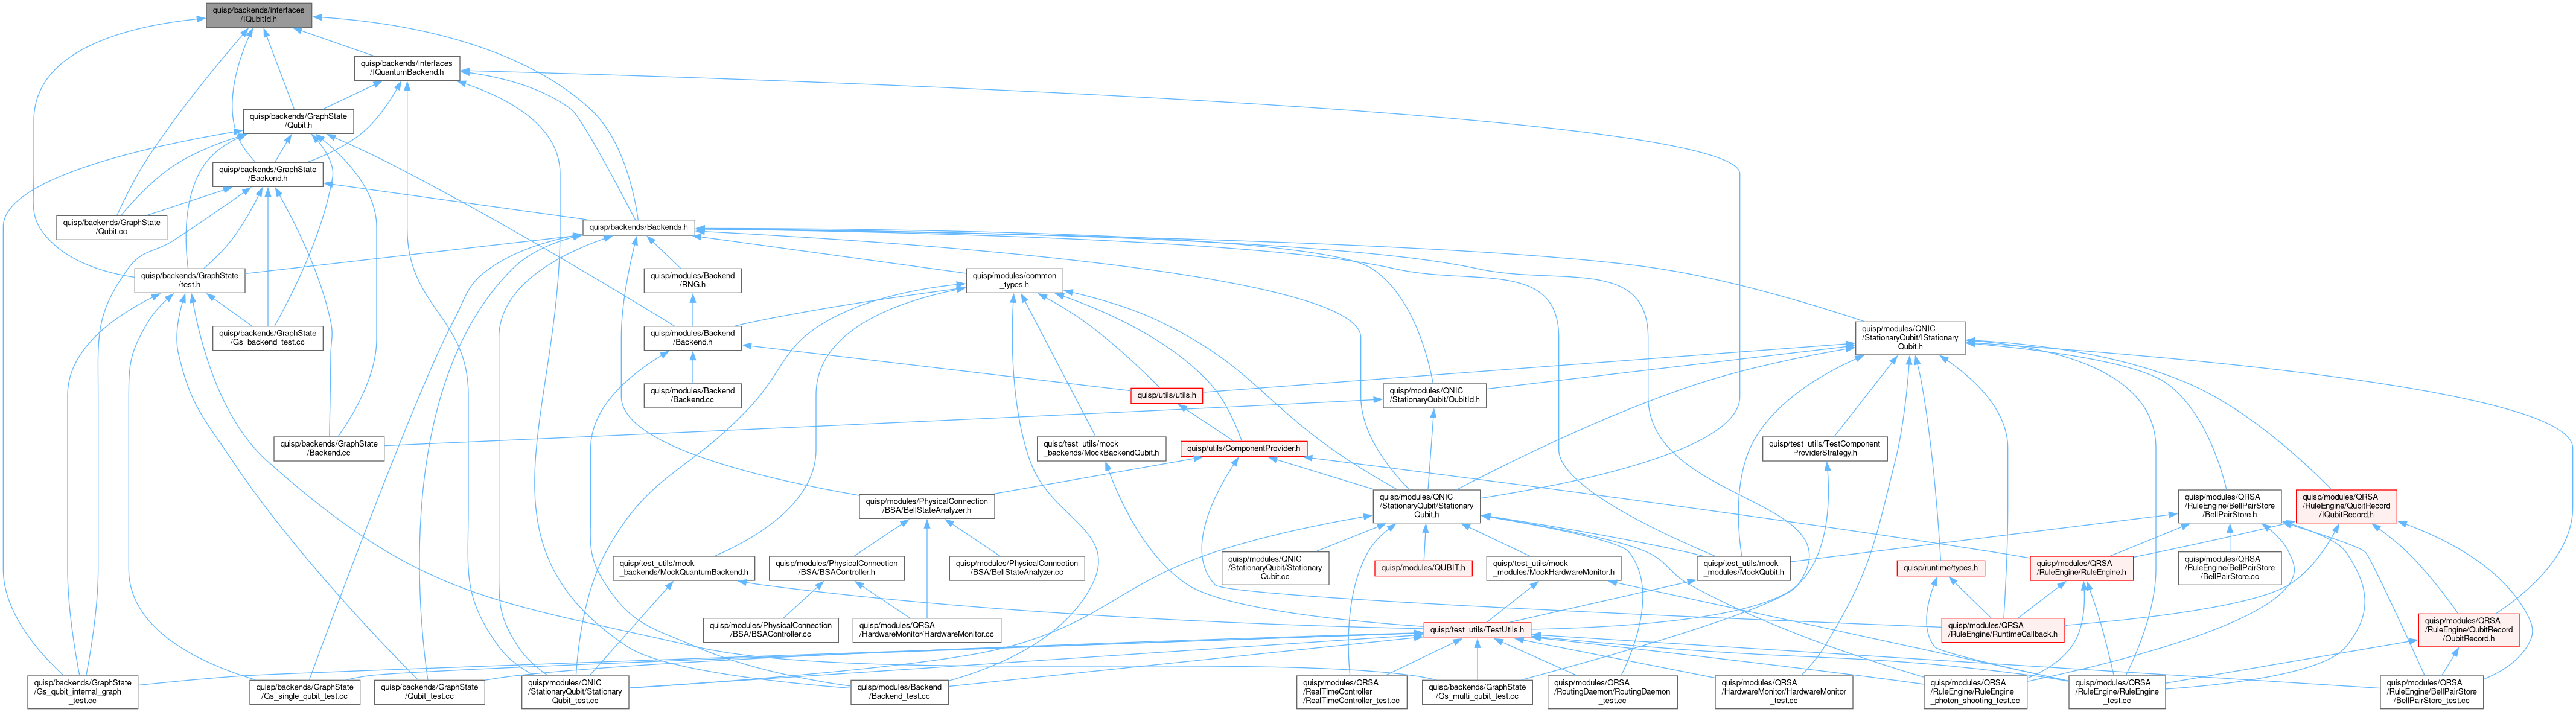 quisp/backends/interfaces
/IQubitId.h
quisp/backends/interfaces
/IQuantumBackend.h
quisp/backends/GraphState
/Qubit.h
quisp/backends/GraphState
/Backend.h
quisp/backends/GraphState
/Qubit.cc
quisp/backends/Backends.h
quisp/backends/GraphState
/test.h
quisp/modules/Backend
/RNG.h
quisp/modules/common
_types.h
quisp/backends/GraphState
/Gs_backend_test.cc
quisp/modules/Backend
/Backend.h
quisp/modules/QNIC
/StationaryQubit/IStationary
Qubit.h
quisp/modules/Backend
/Backend.cc
quisp/utils/utils.h
quisp/modules/QNIC
/StationaryQubit/QubitId.h
quisp/backends/GraphState
/Backend.cc
quisp/test_utils/mock
_backends/MockBackendQubit.h
quisp/utils/ComponentProvider.h
quisp/test_utils/TestComponent
ProviderStrategy.h
quisp/modules/PhysicalConnection
/BSA/BellStateAnalyzer.h
quisp/modules/QNIC
/StationaryQubit/Stationary
Qubit.h
quisp/modules/QRSA
/RuleEngine/BellPairStore
/BellPairStore.h
quisp/modules/QRSA
/RuleEngine/QubitRecord
/IQubitRecord.h
quisp/test_utils/mock
_backends/MockQuantumBackend.h
quisp/modules/PhysicalConnection
/BSA/BSAController.h
quisp/modules/PhysicalConnection
/BSA/BellStateAnalyzer.cc
quisp/modules/QNIC
/StationaryQubit/Stationary
Qubit.cc
quisp/modules/QUBIT.h
quisp/test_utils/mock
_modules/MockHardwareMonitor.h
quisp/test_utils/mock
_modules/MockQubit.h
quisp/runtime/types.h
quisp/modules/QRSA
/RuleEngine/RuleEngine.h
quisp/modules/QRSA
/RuleEngine/BellPairStore
/BellPairStore.cc
quisp/modules/PhysicalConnection
/BSA/BSAController.cc
quisp/modules/QRSA
/HardwareMonitor/HardwareMonitor.cc
quisp/test_utils/TestUtils.h
quisp/modules/QRSA
/RuleEngine/RuntimeCallback.h
quisp/modules/QRSA
/RuleEngine/QubitRecord
/QubitRecord.h
quisp/backends/GraphState
/Gs_qubit_internal_graph
_test.cc
quisp/backends/GraphState
/Gs_single_qubit_test.cc
quisp/backends/GraphState
/Qubit_test.cc
quisp/modules/QNIC
/StationaryQubit/Stationary
Qubit_test.cc
quisp/modules/Backend
/Backend_test.cc
quisp/modules/QRSA
/RealTimeController
/RealTimeController_test.cc
quisp/backends/GraphState
/Gs_multi_qubit_test.cc
quisp/modules/QRSA
/RoutingDaemon/RoutingDaemon
_test.cc
quisp/modules/QRSA
/HardwareMonitor/HardwareMonitor
_test.cc
quisp/modules/QRSA
/RuleEngine/RuleEngine
_photon_shooting_test.cc
quisp/modules/QRSA
/RuleEngine/RuleEngine
_test.cc
quisp/modules/QRSA
/RuleEngine/BellPairStore
/BellPairStore_test.cc